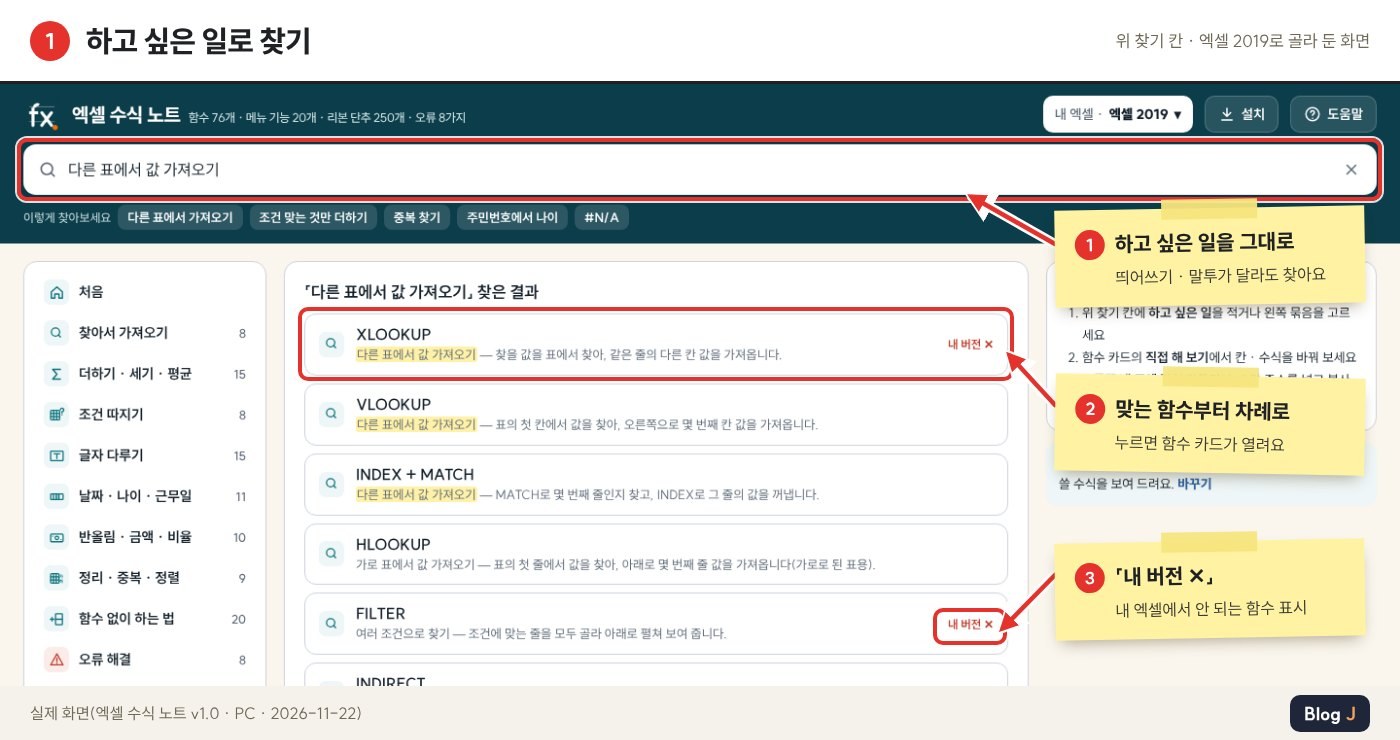 1 하고 싶은 일로 찾기
위 찾기 칸 · 엑셀 2019로 골라 둔 화면
fx 엑셀 수식 노트 함수 76개 · 메뉴 기능 20개 · 리본 단추 250개 · 오류 8가지
내 엑셀 · 엑셀 2019 ▾
설치
도움말
다른 표에서 값 가져오기 ×
이렇게 찾아보세요 다른 표에서 가져오기 조건 맞는 것만 더하기 중복 찾기 주민번호에서 나이 #N/A
1 하고 싶은 일을 그대로
띄어쓰기 · 말투가 달라도 찾아요
처음
찾아서 가져오기 8
더하기 · 세기 · 평균 15
조건 따지기 8
글자 다루기 15
날짜 · 나이 · 근무일 11
반올림 · 금액 · 비율 10
정리 · 중복 · 정렬 9
함수 없이 하는 법 20
오류 해결 8
「다른 표에서 값 가져오기」 찾은 결과
XLOOKUP
다른 표에서 값 가져오기 — 찾을 값을 표에서 찾아, 같은 줄의 다른 칸 값을 가져옵니다.
내 버전 ×
VLOOKUP
다른 표에서 값 가져오기 — 표의 첫 칸에서 값을 찾아, 오른쪽으로 몇 번째 칸 값을 가져옵니다.
INDEX + MATCH
다른 표에서 값 가져오기 — MATCH로 몇 번째 줄인지 찾고, INDEX로 그 줄의 값을 꺼냅니다.
HLOOKUP
가로 표에서 값 가져오기 — 표의 첫 줄에서 값을 찾아, 아래로 몇 번째 줄 값을 가져옵니다(가로로 된 표용).
FILTER
여러 조건으로 찾기 — 조건에 맞는 줄을 모두 골라 아래로 펼쳐 보여 줍니다.
내 버전 ×
INDIRECT
1. 위 찾기 칸에 하고 싶은 일을 적거나 왼쪽 묶음을 고르
세요
2. 함수 카드의 직접 해 보기에서 칸 · 수식을 바꿔 보세요
2 맞는 함수부터 차례로
누르면 함수 카드가 열려요
쓸 수식을 보여 드려요. 바꾸기
3 「내 버전 ×」
내 엑셀에서 안 되는 함수 표시
실제 화면(엑셀 수식 노트 v1.0 · PC · 2026-11-22)
Blog J